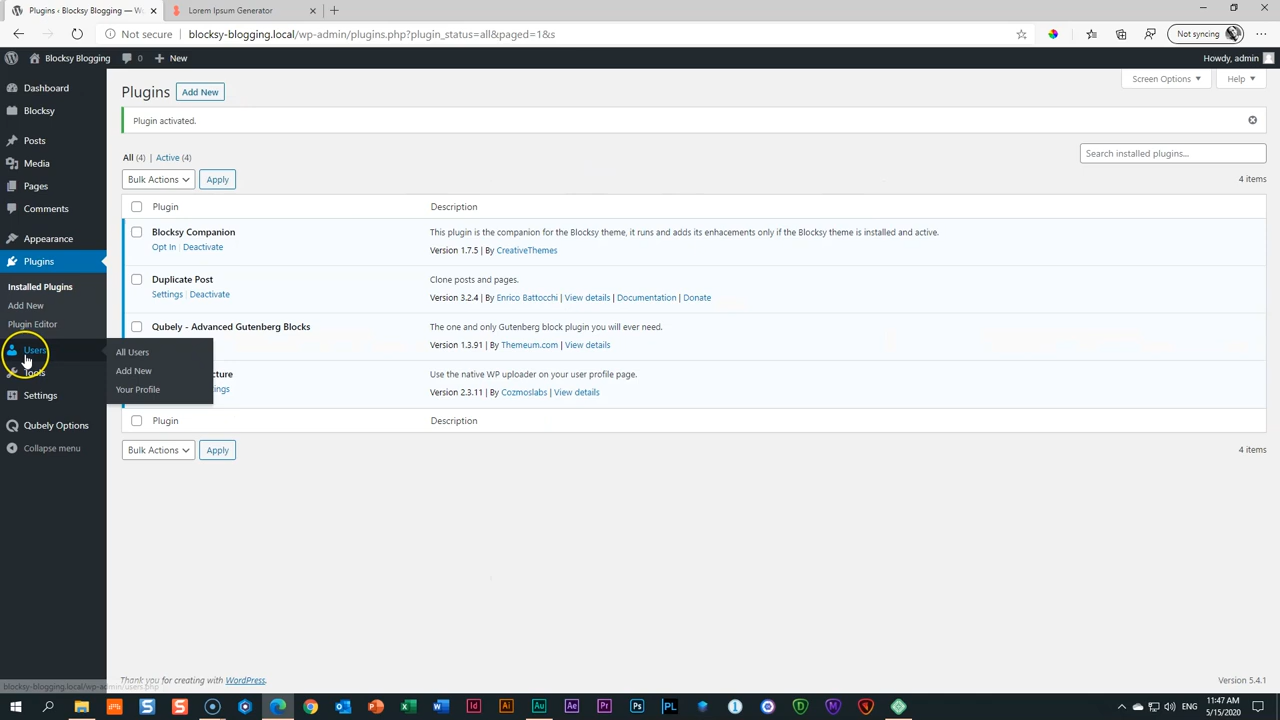 Plugins ‹ Blocksy Blogging — W
Lorem Ipsum Generator
Not secure
blocksy-blogging.local/wp-admin/plugins.php?plugin_status=all&paged=1&s
Not syncing
Blocksy Blogging
0
New
Howdy, admin
Dashboard
Blocksy
Posts
Media
Pages
Comments
Appearance
Plugins
Installed Plugins
Add New
Plugin Editor
Users
Tools
Settings
Qubely Options
Collapse menu
All Users
Add New
Your Profile
Plugins
Add New
Screen Options
Help
Plugin activated.
All (4) | Active (4)
Search installed plugins...
Bulk Actions
Apply
4 items
Plugin
Description
Blocksy Companion
This plugin is the companion for the Blocksy theme, it runs and adds its enhacements only if the Blocksy theme is installed and active.
Opt In | Deactivate
Version 1.7.5 | By CreativeThemes
Duplicate Post
Clone posts and pages.
Settings | Deactivate
Version 3.2.4 | By Enrico Battocchi | View details | Documentation | Donate
Qubely - Advanced Gutenberg Blocks
The one and only Gutenberg block plugin you will ever need.
Version 1.3.91 | By Themeum.com | View details
cture
Use the native WP uploader on your user profile page.
tings
Version 2.3.11 | By Cozmoslabs | View details
Plugin
Description
Bulk Actions
Apply
4 items
Thank you for creating with WordPress.
Version 5.4.1
blocksy-blogging.local/wp-admin/users.php
ENG
11:47 AM
5/15/2020